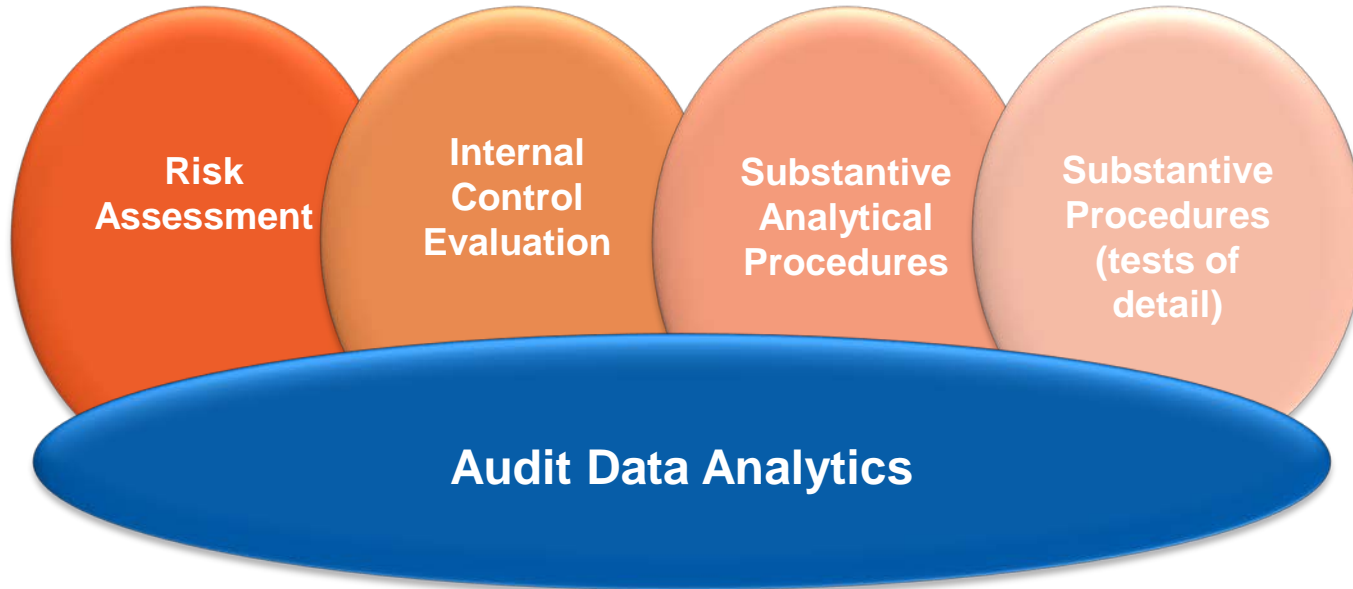 Risk
Assessment
Internal
Control
Evaluation
Substantive
Analytical
Procedures
Substantive
Procedures
(tests of
detail)
Audit Data Analytics